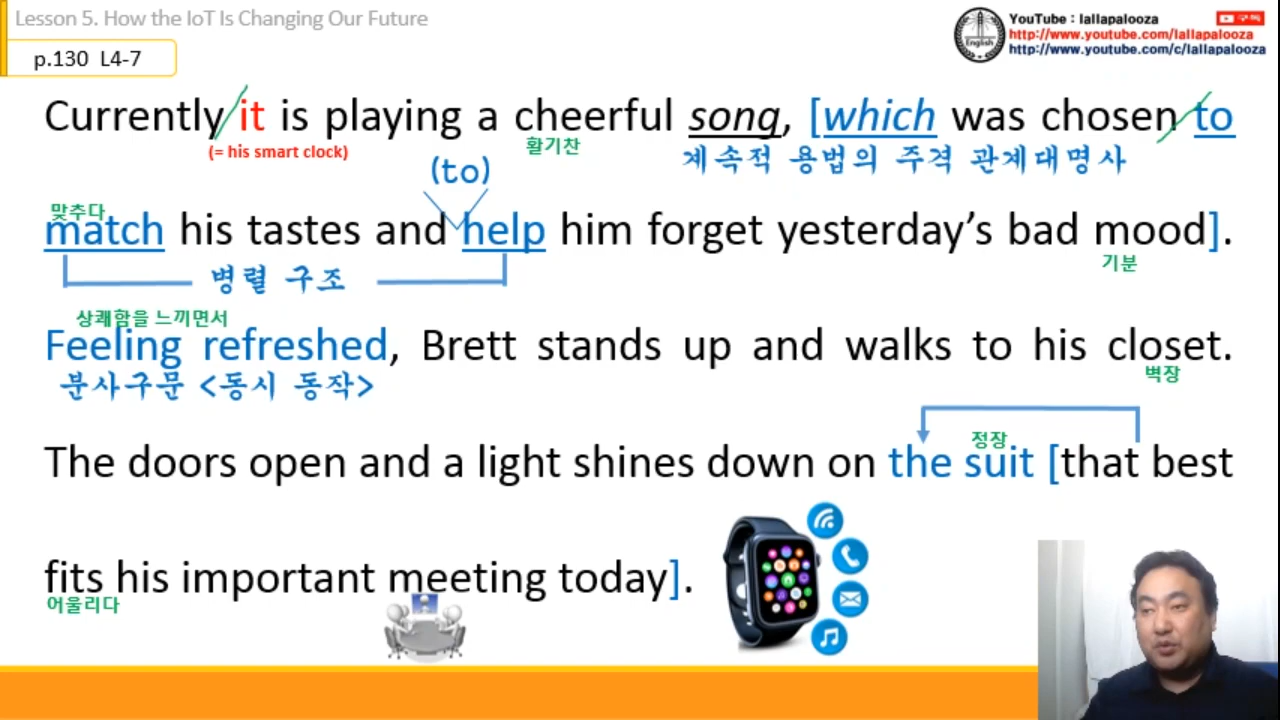 Lesson 5. How the IoT Is Changing Our Future
YouTube : lallapalooza
구독
http://www.youtube.com/lallapalooza
http://www.youtube.com/c/lallapalooza
English
p.130 L4-7
Currently it is playing a cheerful song, [which was chosen to
(= his smart clock)
활기찬
계속적 용법의 주격 관계대명사
(to)
맞추다
match his tastes and help him forget yesterday's bad mood].
기분
병렬 구조
상쾌함을 느끼면서
Feeling refreshed, Brett stands up and walks to his closet.
벽장
분사구문 <동시 동작>
정장
The doors open and a light shines down on the suit [that best
fits his important meeting today].
어울리다